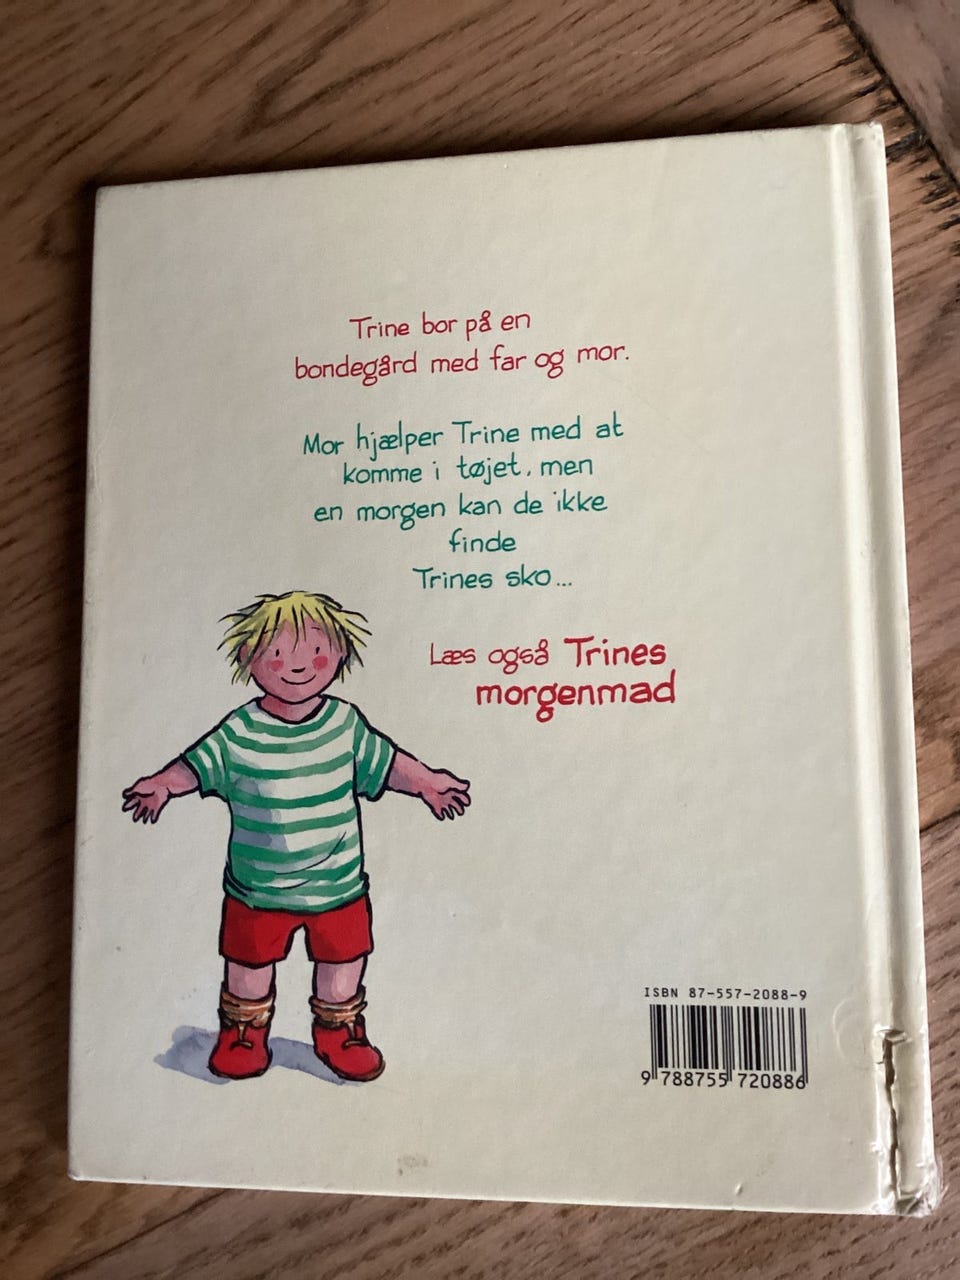 Trine bor på en
bondegård med far og mor.
Mor hjælper Trine med at
komme i tøjet, men
en morgen kan de ikke
finde
Trines sko...
Læs også Trines
morgenmad
ISBN 87-557-2088-9
9 788755 720886